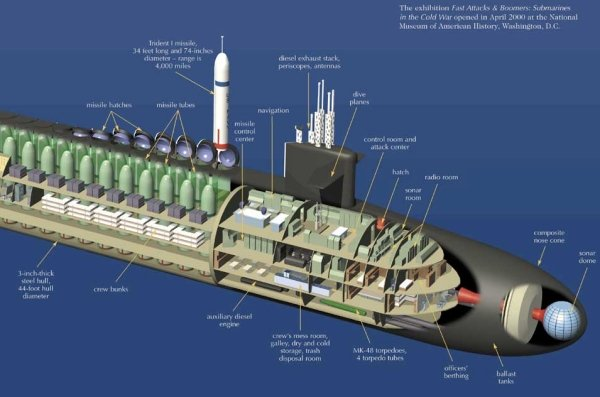 The exhibition Fast Attacks & Boomers: Submarines
in the Cold War opened in April 2000 at the National
Museum of American History, Washington, D.C.
Trident I missile,
34 feet long and 74-inches
diameter – range is
4,000 miles
diesel exhaust stack,
periscopes, antennas
dive
planes
missile hatches
missile tubes
navigation
missile
control
center
control room and
attack center
hatch
sonar
room
radio room
composite
nose cone
sonar
dome
3-inch-thick
steel hull,
44-foot hull
diameter
crew bunks
auxiliary diesel
engine
crew's mess room,
galley, dry and cold
storage, trash
disposal room
MK-48 torpedoes,
4 torpedo tubes
officers'
berthing
ballast
tanks